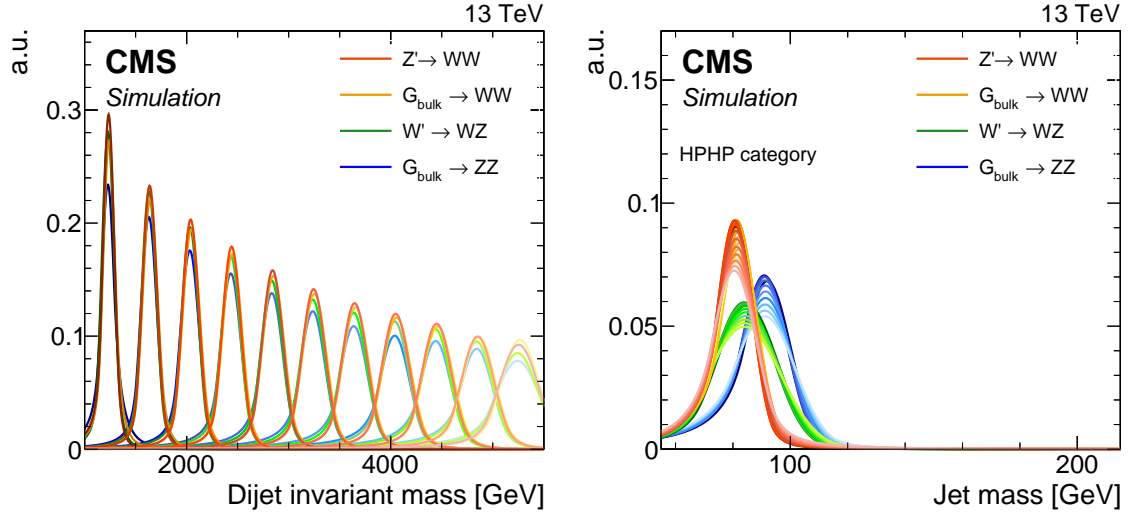 13 TeV
CMS
Simulation
Z'→ WW
G_bulk → WW
W' → WZ
G_bulk → ZZ
a.u.
0.3
0.2
0.1
0
2000 4000
Dijet invariant mass [GeV]
13 TeV
CMS
Simulation
HPHP category
Z'→ WW
G_bulk → WW
W' → WZ
G_bulk → ZZ
a.u.
0.15
0.1
0.05
0
100 200
Jet mass [GeV]